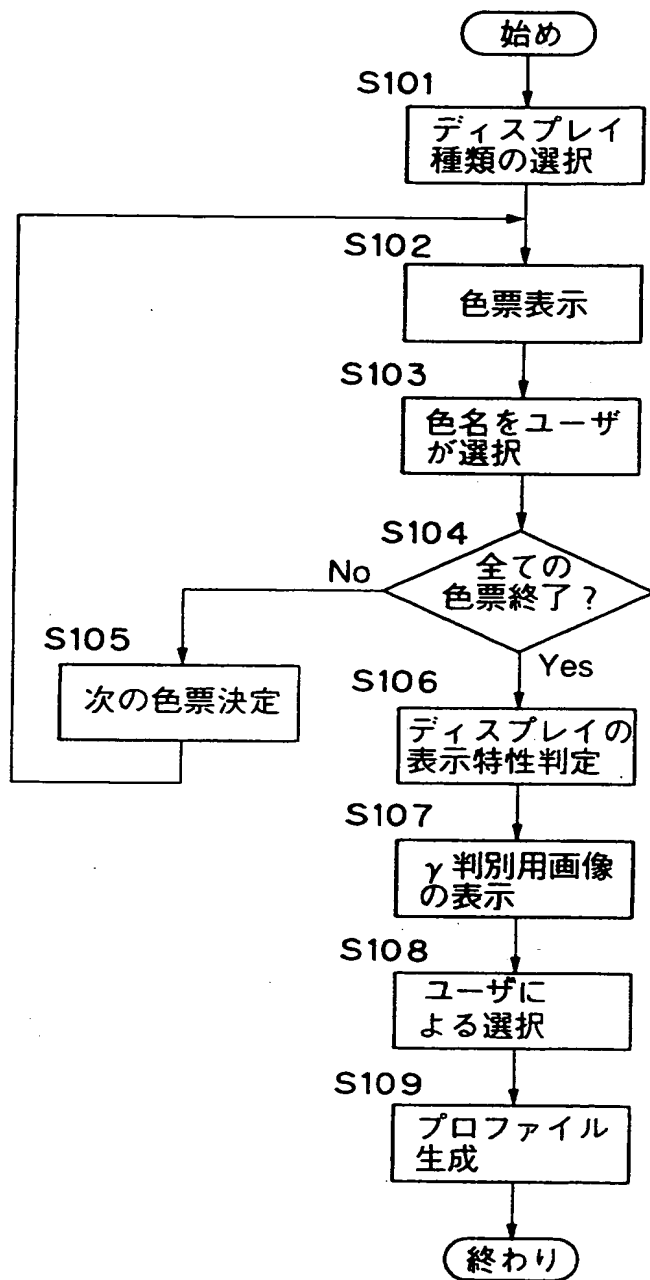 始め
S101
ディスプレイ
種類の選択
S102
色票表示
S103
色名をユーザ
が選択
S104
全ての
色票終了?
No
Yes
S105
次の色票決定
S106
ディスプレイの
表示特性判定
S107
γ判別用画像
の表示
S108
ユーザに
よる選択
S109
プロファイル
生成
終わり